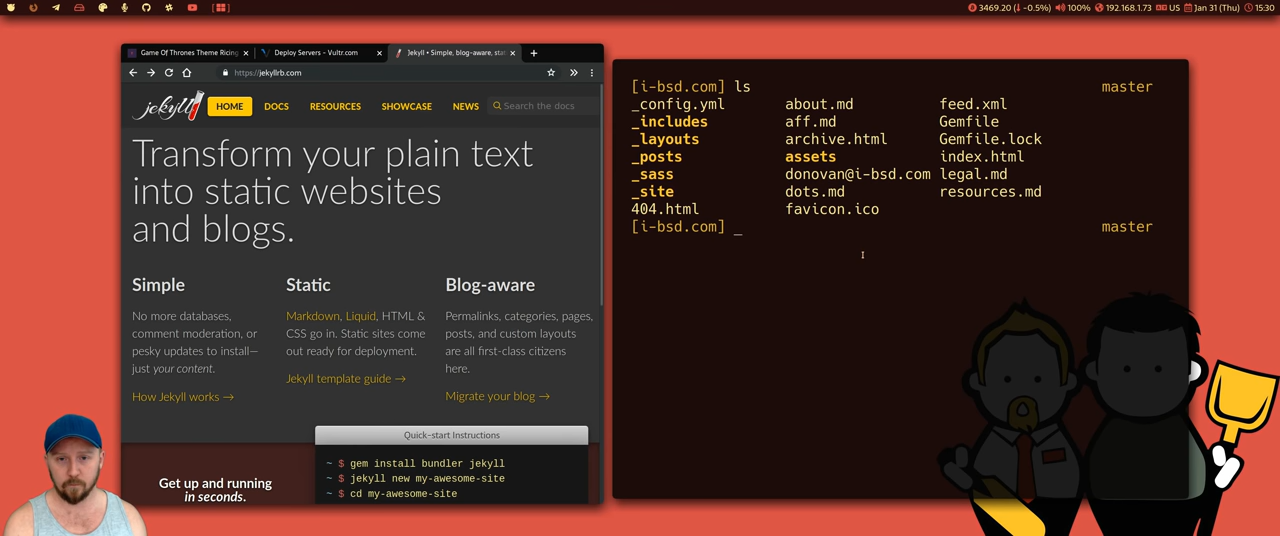 3469.20 ( -0.5%) 100% 192.168.1.73 US Jan 31 (Thu) 15:30
Game Of Thrones Theme Ricing
Deploy Servers - Vultr.com
Jekyll • Simple, blog-aware, stat
https://jekyllrb.com
jekyll
HOME DOCS RESOURCES SHOWCASE NEWS Search the docs
Transform your plain text
into static websites
and blogs.
Simple
No more databases,
comment moderation, or
pesky updates to install—
just your content.
How Jekyll works →
Static
Markdown, Liquid, HTML &
CSS go in. Static sites come
out ready for deployment.
Jekyll template guide →
Blog-aware
Permalinks, categories, pages,
posts, and custom layouts
are all first-class citizens
here.
Migrate your blog →
Get up and running
in seconds.
Quick-start Instructions
~ $ gem install bundler jekyll
~ $ jekyll new my-awesome-site
~ $ cd my-awesome-site
[i-bsd.com] ls master
_config.yml about.md feed.xml
_includes aff.md Gemfile
_layouts archive.html Gemfile.lock
_posts assets index.html
_sass donovan@i-bsd.com legal.md
_site dots.md resources.md
404.html favicon.ico
[i-bsd.com] _ master